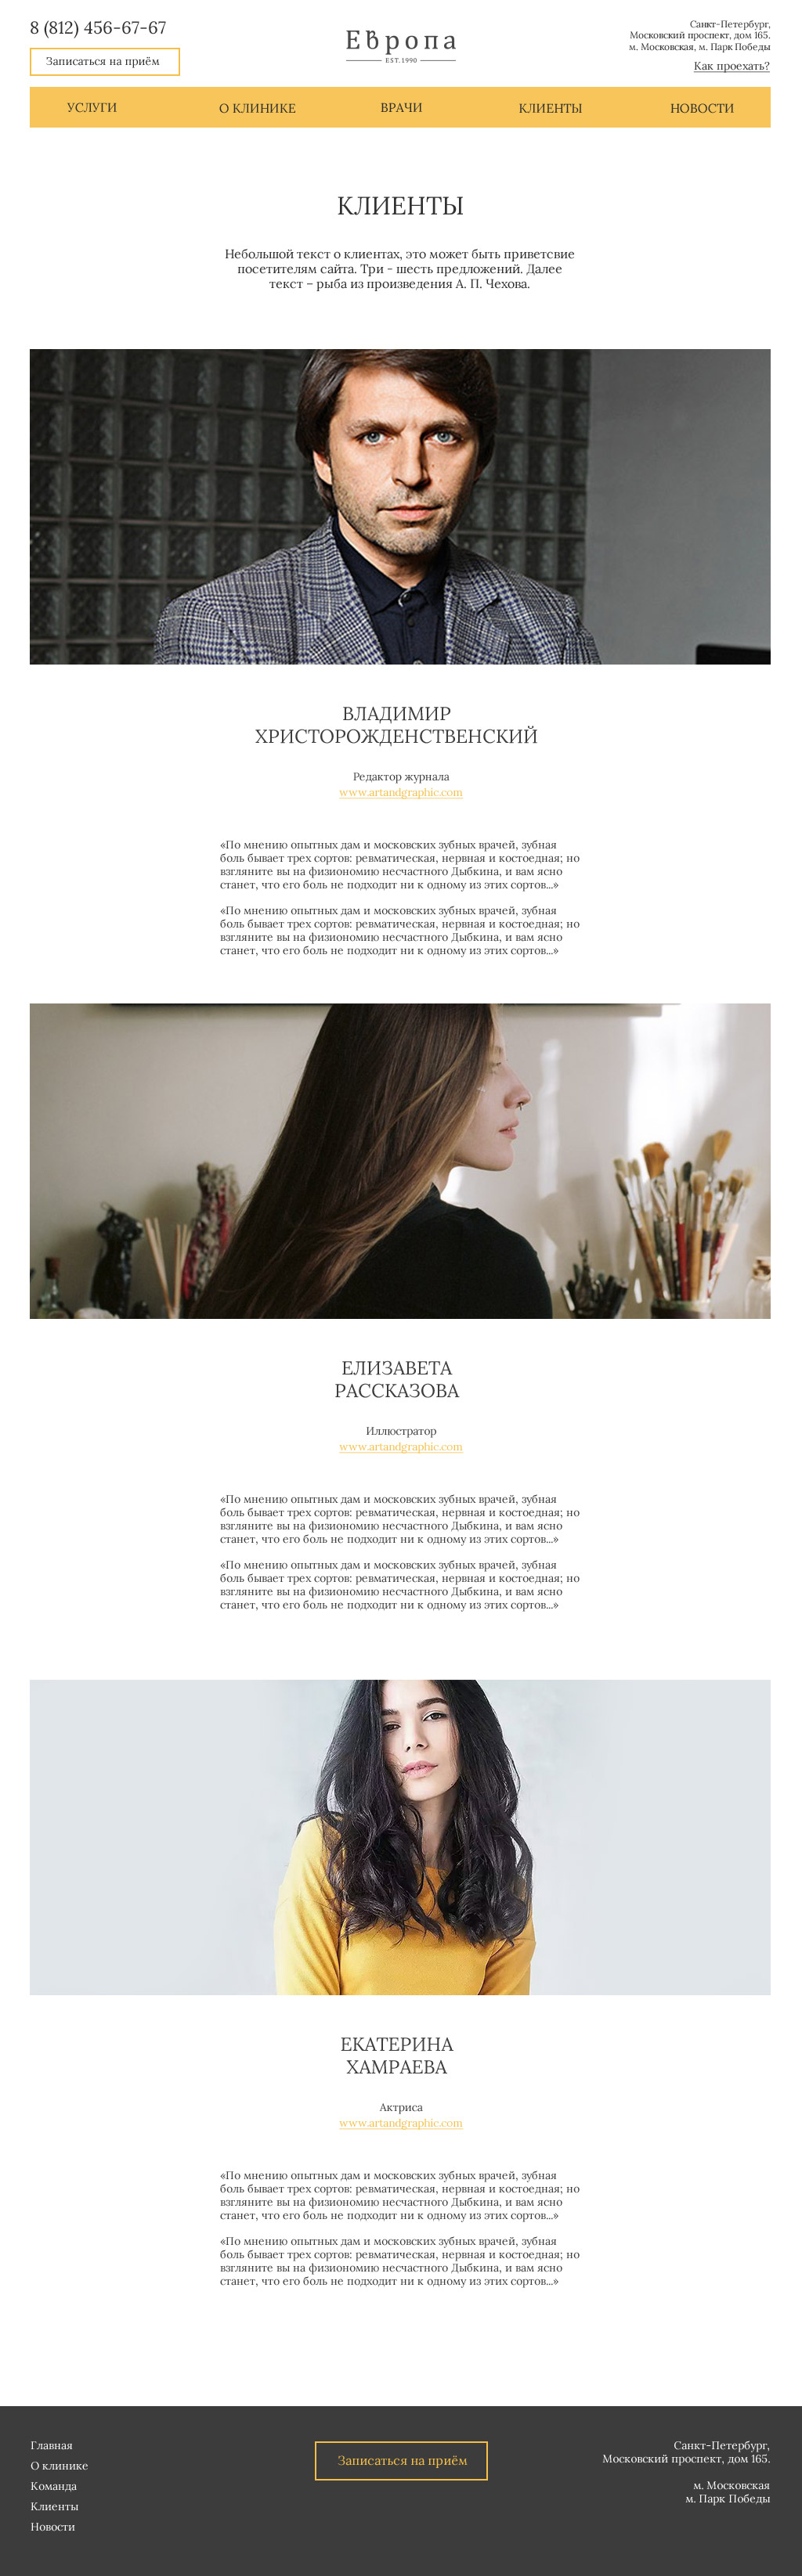 8 (812) 456-67-67
Записаться на приём
Европа
EST. 1990
Санкт-Петербург,
Московский проспект, дом 165.
м. Московская, м. Парк Победы
Как проехать?
УСЛУГИ
О КЛИНИКЕ
ВРАЧИ
КЛИЕНТЫ
НОВОСТИ
КЛИЕНТЫ
Небольшой текст о клиентах, это может быть приветсвие
посетителям сайта. Три - шесть предложений. Далее
текст – рыба из произведения А. П. Чехова.
ВЛАДИМИР
ХРИСТОРОЖДЕНСТВЕНСКИЙ
Редактор журнала
www.artandgraphic.com
«По мнению опытных дам и московских зубных врачей, зубная
боль бывает трех сортов: ревматическая, нервная и костоедная; но
взгляните вы на физиономию несчастного Дыбкина, и вам ясно
станет, что его боль не подходит ни к одному из этих сортов...»
«По мнению опытных дам и московских зубных врачей, зубная
боль бывает трех сортов: ревматическая, нервная и костоедная; но
взгляните вы на физиономию несчастного Дыбкина, и вам ясно
станет, что его боль не подходит ни к одному из этих сортов...»
ЕЛИЗАВЕТА
РАССКАЗОВА
Иллюстратор
www.artandgraphic.com
«По мнению опытных дам и московских зубных врачей, зубная
боль бывает трех сортов: ревматическая, нервная и костоедная; но
взгляните вы на физиономию несчастного Дыбкина, и вам ясно
станет, что его боль не подходит ни к одному из этих сортов...»
«По мнению опытных дам и московских зубных врачей, зубная
боль бывает трех сортов: ревматическая, нервная и костоедная; но
взгляните вы на физиономию несчастного Дыбкина, и вам ясно
станет, что его боль не подходит ни к одному из этих сортов...»
ЕКАТЕРИНА
ХАМРАЕВА
Актриса
www.artandgraphic.com
«По мнению опытных дам и московских зубных врачей, зубная
боль бывает трех сортов: ревматическая, нервная и костоедная; но
взгляните вы на физиономию несчастного Дыбкина, и вам ясно
станет, что его боль не подходит ни к одному из этих сортов...»
«По мнению опытных дам и московских зубных врачей, зубная
боль бывает трех сортов: ревматическая, нервная и костоедная; но
взгляните вы на физиономию несчастного Дыбкина, и вам ясно
станет, что его боль не подходит ни к одному из этих сортов...»
Главная
О клинике
Команда
Клиенты
Новости
Записаться на приём
Санкт-Петербург,
Московский проспект, дом 165.
м. Московская
м. Парк Победы